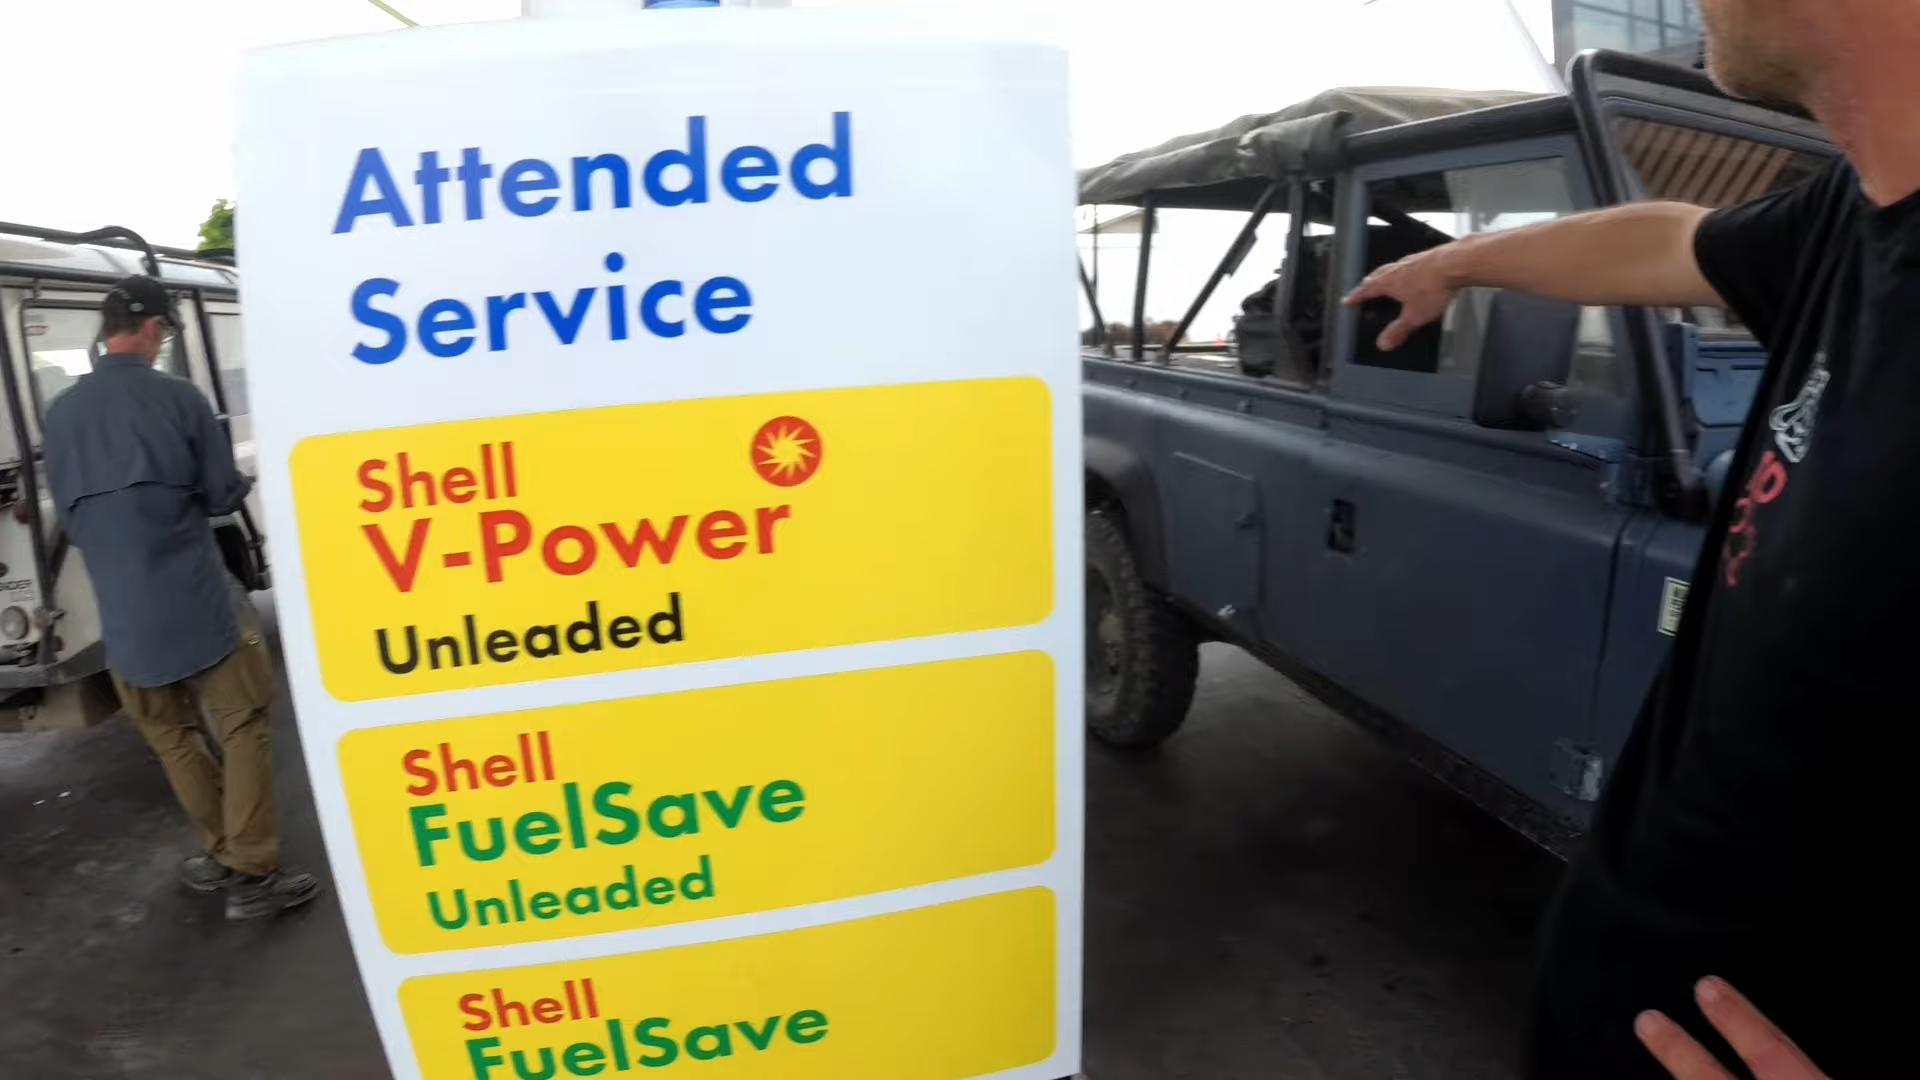 Attended
Service
Shell
V-Power
Unleaded
Shell
FuelSave
Unleaded
Shell
FuelSave